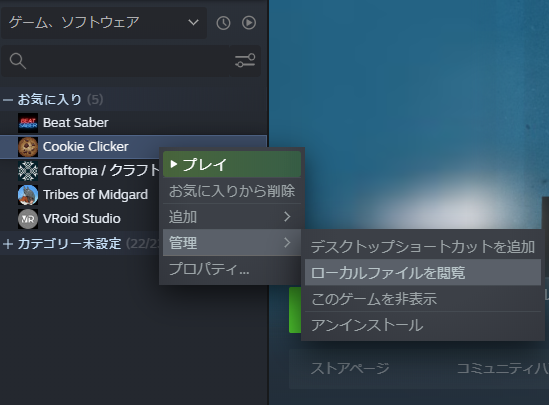 ゲーム、ソフトウェア
お気に入り (5)
BEAT SABER Beat Saber
Cookie Clicker
Craftopia / クラフト
Tribes of Midgard
VR VRoid Studio
カテゴリー未設定 (22/2
プレイ
お気に入りから削除
追加
管理
プロパティ...
デスクトップショートカットを追加
ローカルファイルを閲覧
このゲームを非表示
アンインストール
ストアページ
コミュニティハ